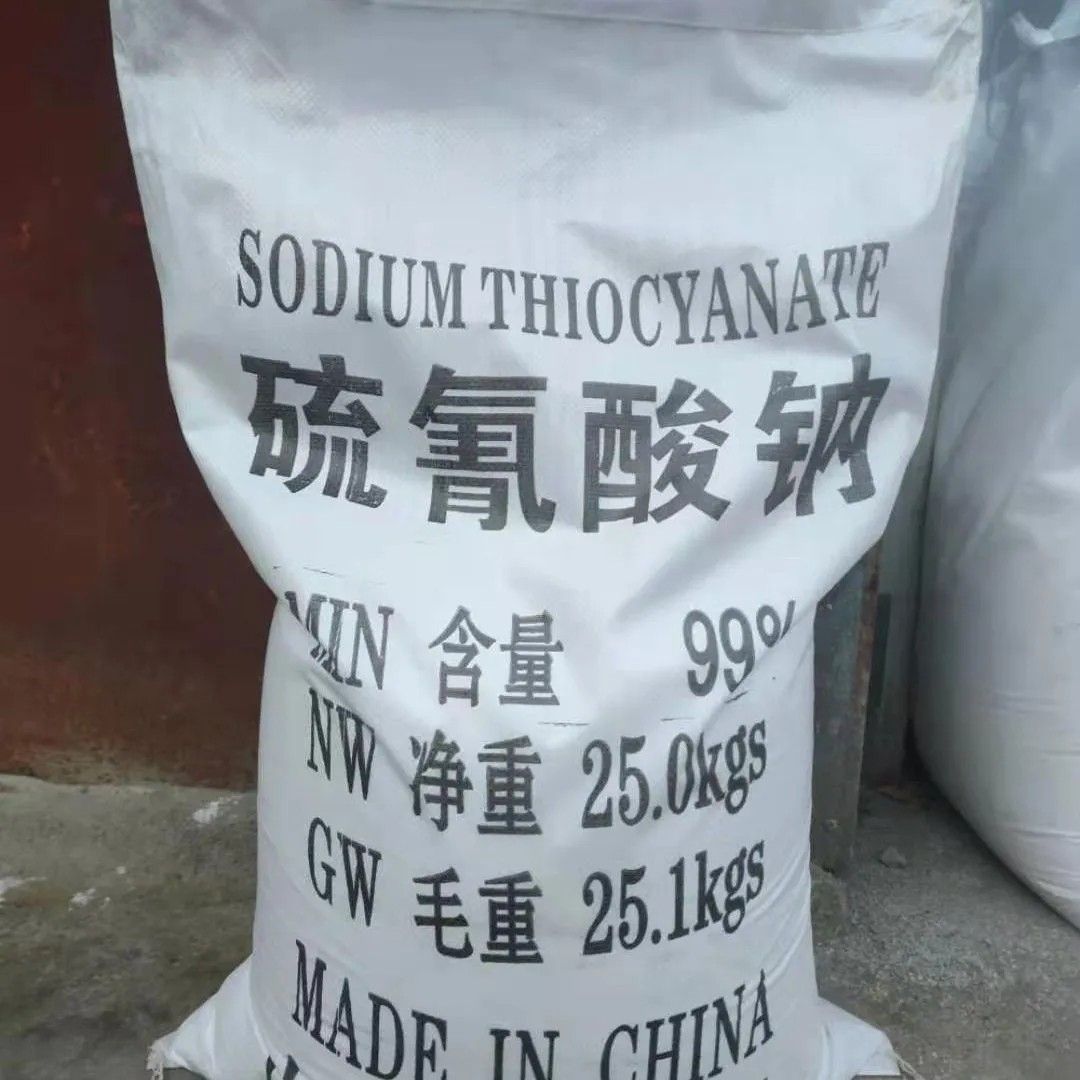 SODIUM THIOCYANATE
硫氰酸钠
MIN 含量 99%
NW 净重 25.0kgs
GW 毛重 25.1kgs
MADE IN CHINA